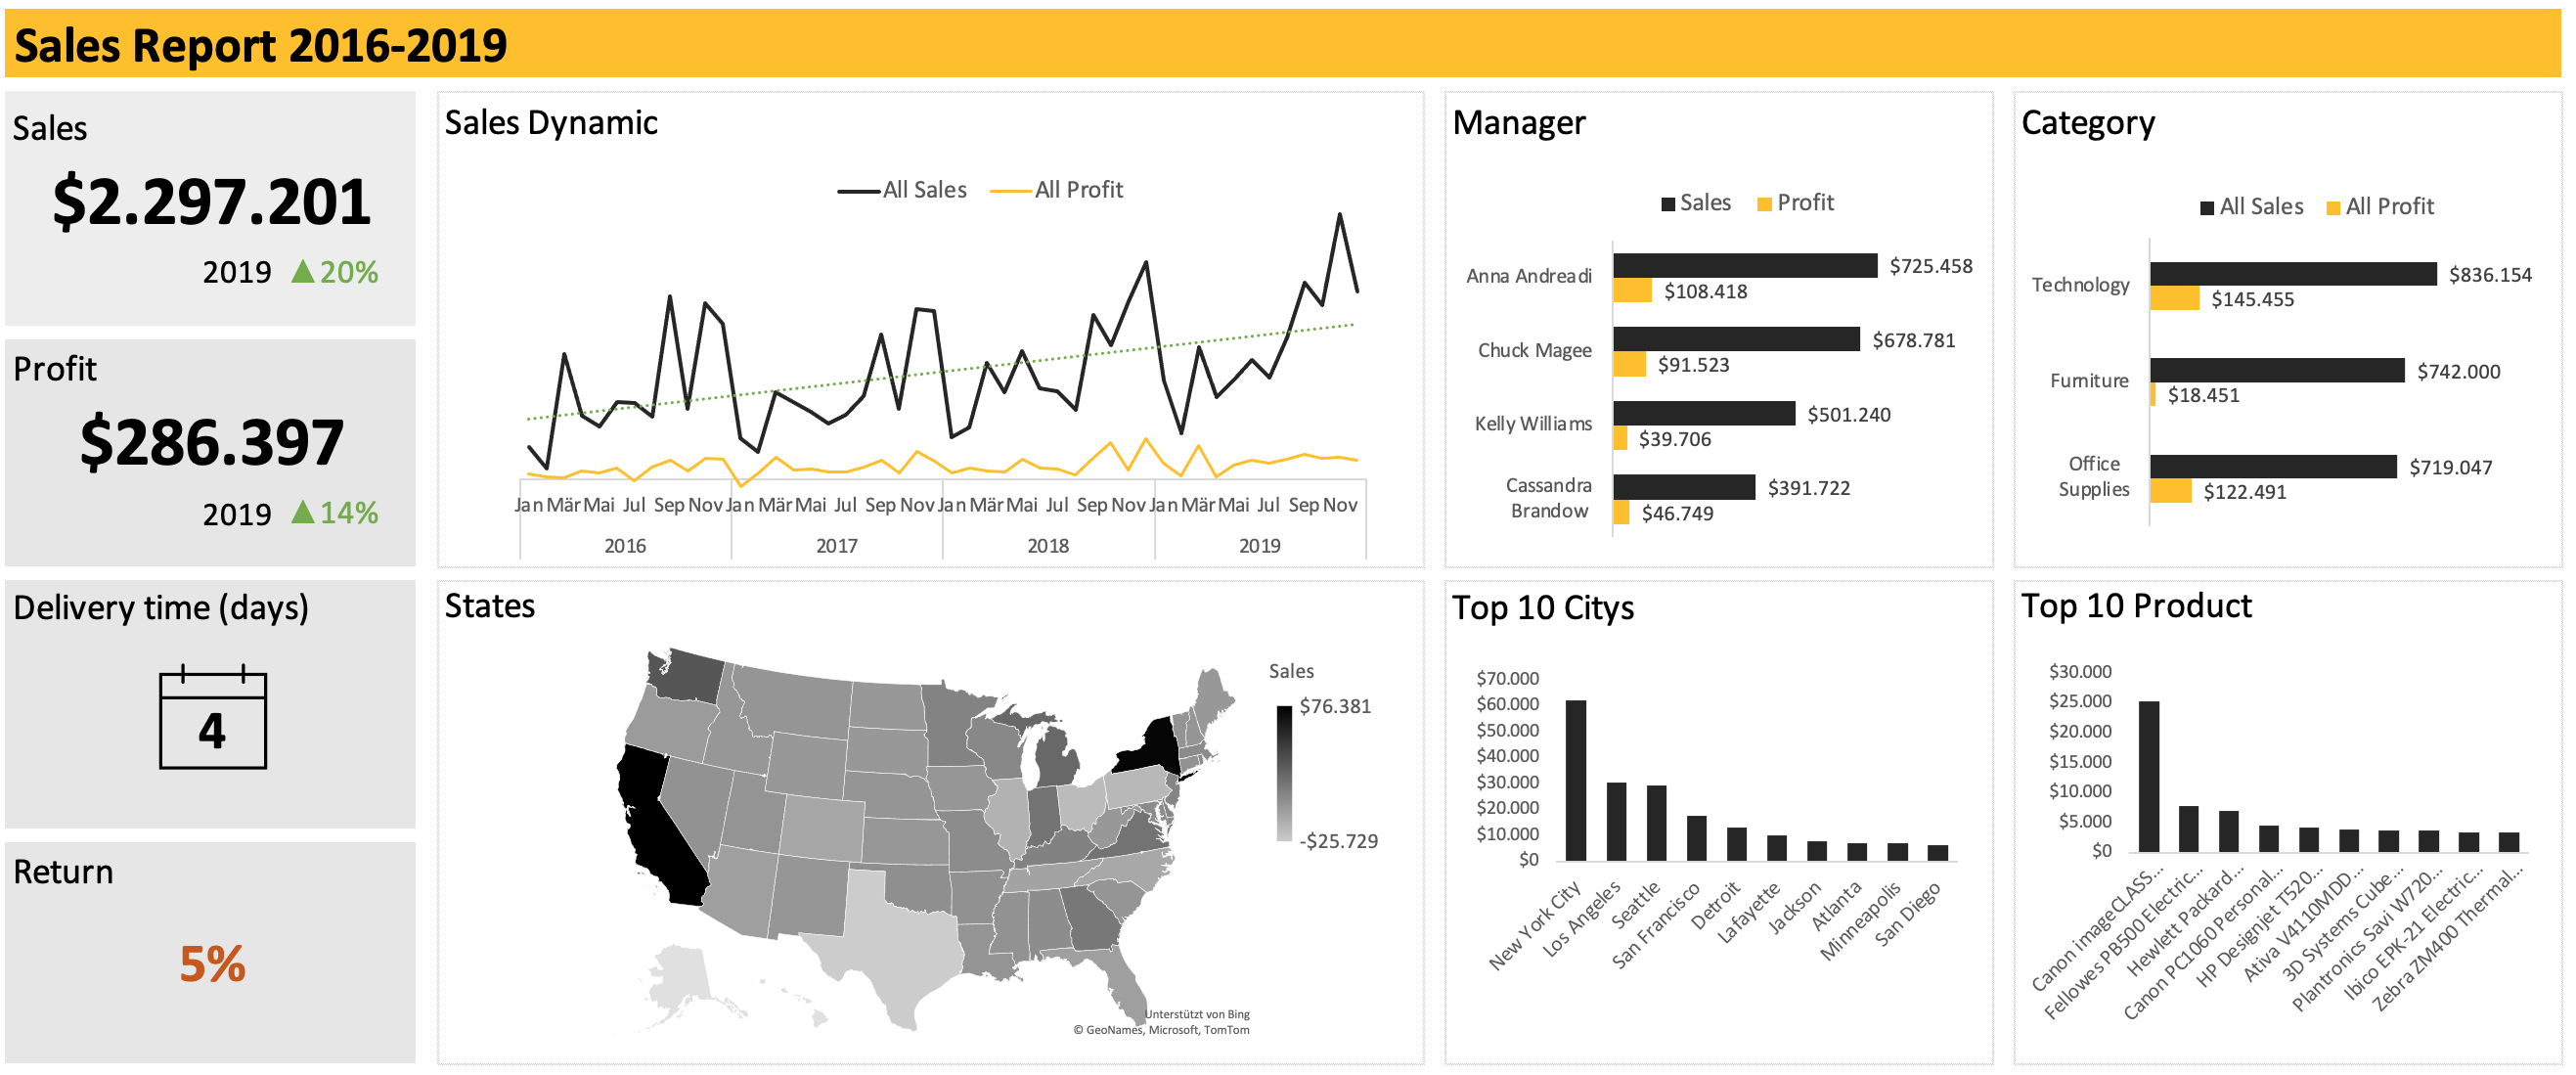 Sales Report 2016-2019
Sales
$2.297.201
2019 ▲20%
Profit
$286.397
2019 ▲14%
Delivery time (days)
4
Return
5%
Sales Dynamic
All Sales All Profit
Jan Mär Mai Jul Sep Nov Jan Mär Mai Jul Sep Nov Jan Mär Mai Jul Sep Nov Jan Mär Mai Jul Sep Nov
2016 2017 2018 2019
Manager
Sales Profit
Anna Andreadi
$725.458
$108.418
Chuck Magee
$678.781
$91.523
Kelly Williams
$501.240
$39.706
Cassandra
Brandow
$391.722
$46.749
Category
All Sales All Profit
Technology
$836.154
$145.455
Furniture
$742.000
$18.451
Office
Supplies
$719.047
$122.491
States
Sales
$76.381
-$25.729
Unterstützt von Bing
© GeoNames, Microsoft, TomTom
Top 10 Citys
$70.000
$60.000
$50.000
$40.000
$30.000
$20.000
$10.000
$0
New York City
Los Angeles
Seattle
San Francisco
Detroit
Lafayette
Jackson
Atlanta
Minneapolis
San Diego
Top 10 Product
$30.000
$25.000
$20.000
$15.000
$10.000
$5.000
$0
Canon imageCLASS...
Fellowes PB500 Electric...
Hewlett Packard...
Canon PC1060 Personal...
HP Designjet T520...
Ativa V4110MDD...
3D Systems Cube...
Plantronics Savi W720...
Ibico EPK-21 Electric...
Zebra ZM400 Thermal...